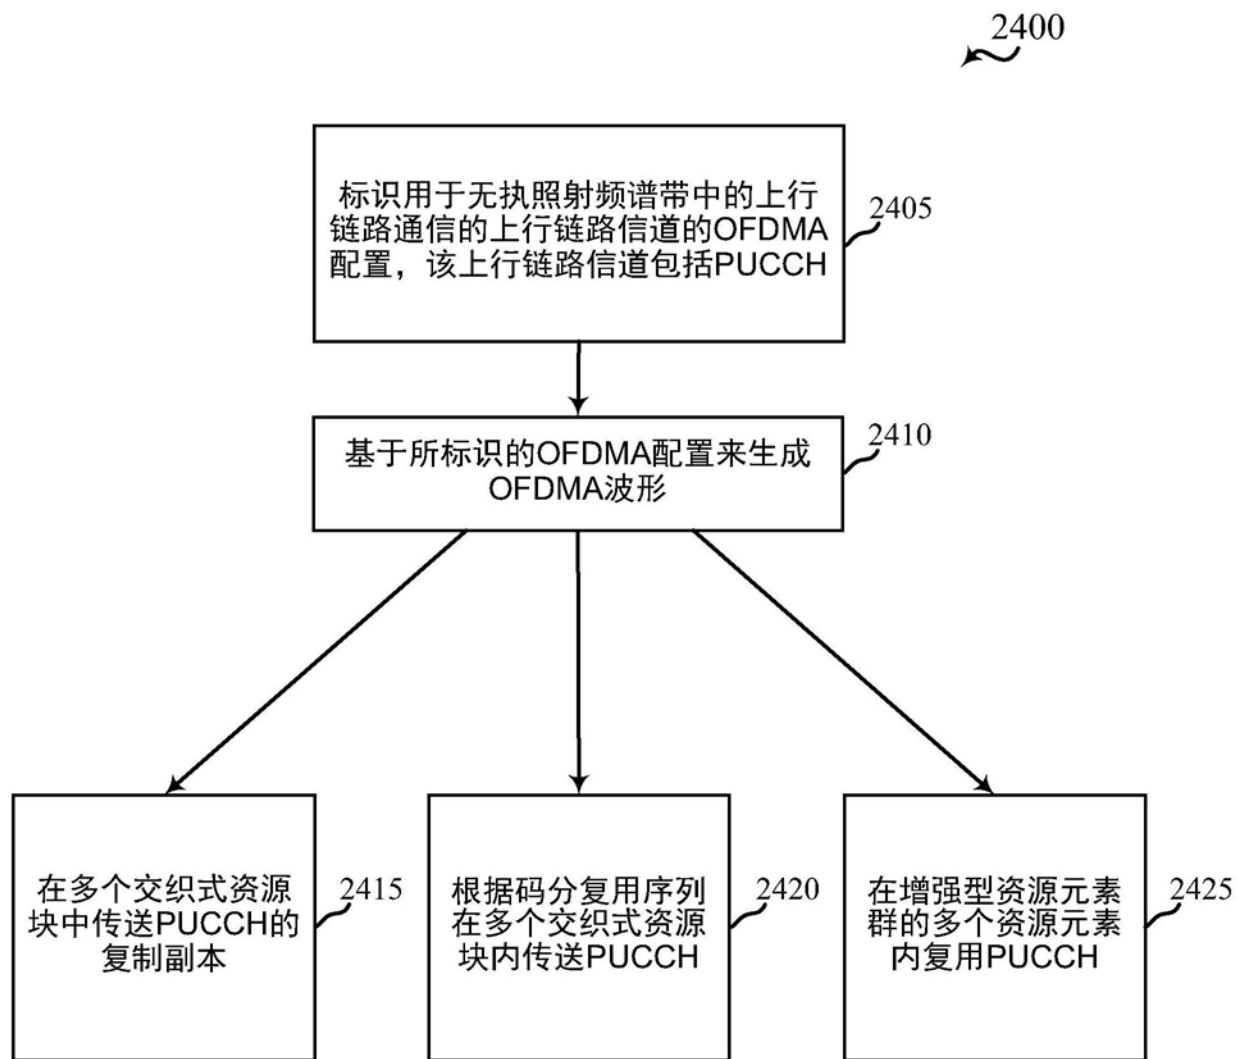 2400
标识用于无执照射频谱带中的上行
链路通信的上行链路信道的OFDMA
配置，该上行链路信道包括PUCCH
2405
基于所标识的OFDMA配置来生成
OFDMA波形
2410
在多个交织式资源
块中传送PUCCH的
复制副本
2415
根据码分复用序列
在多个交织式资源
块内传送PUCCH
2420
在增强型资源元素
群的多个资源元素
内复用PUCCH
2425